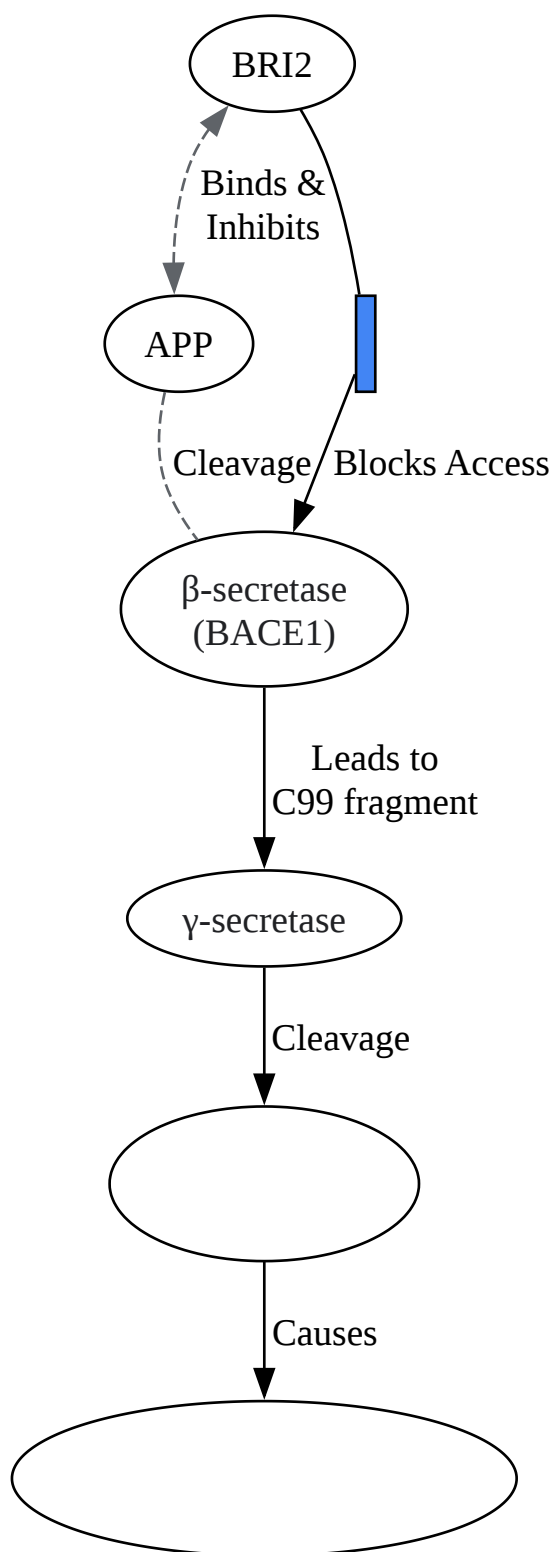 BRI2
Binds &
Inhibits
APP
Cleavage
Blocks Access
β-secretase
(BACE1)
Leads to
C99 fragment
γ-secretase
Cleavage
Causes